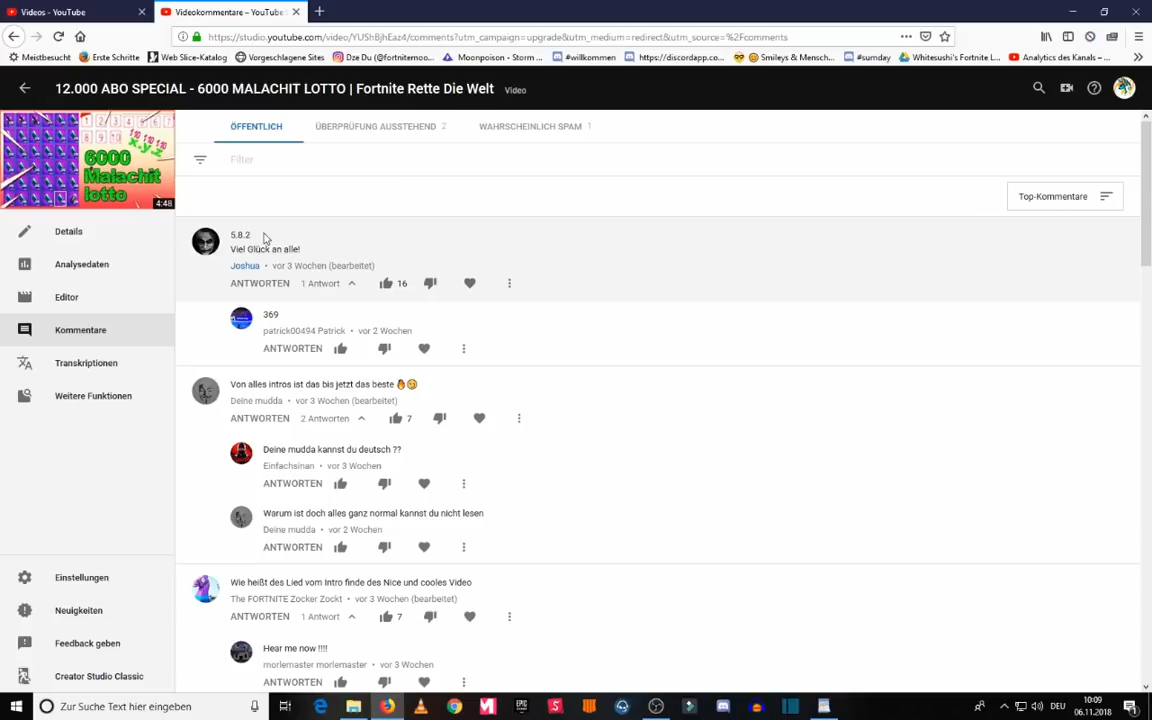 Videos - YouTube
Videokommentare – YouTube
https://studio.youtube.com/video/YUShBjhEaz4/comments?utm_campaign=upgrade&utm_medium=redirect&utm_source=%2Fcomments
Meistbesucht
Erste Schritte
Web Slice-Katalog
Vorgeschlagene Sites
Dze Du (@fortnitemoo...
Moonpoison - Storm ...
#willkommen
https://discordapp.c...
Smileys & Mensch...
#sumday
Whitesushi's Fortnite L...
Analytics des Kanals –...
12.000 ABO SPECIAL - 6000 MALACHIT LOTTO | Fortnite Rette Die Welt Video
6000
Malachit
lotto
x.y.z
4:48
ÖFFENTLICH
ÜBERPRÜFUNG AUSSTEHEND 2
WAHRSCHEINLICH SPAM 1
Filter
Top-Kommentare
Details
Analysedaten
Editor
Kommentare
Transkriptionen
Weitere Funktionen
5.8.2
Viel Glück an alle!
Joshua • vor 3 Wochen (bearbeitet)
ANTWORTEN 1 Antwort 16
369
patrick00494 Patrick • vor 2 Wochen
ANTWORTEN
Von alles intros ist das bis jetzt das beste
Deine mudda • vor 3 Wochen (bearbeitet)
ANTWORTEN 2 Antworten 7
Deine mudda kannst du deutsch ??
Einfachsinan • vor 3 Wochen
ANTWORTEN
Warum ist doch alles ganz normal kannst du nicht lesen
Deine mudda • vor 2 Wochen
ANTWORTEN
Wie heißt des Lied vom Intro finde des Nice und cooles Video
The FORTNITE Zocker Zockt • vor 3 Wochen (bearbeitet)
ANTWORTEN 1 Antwort 7
Hear me now !!!!
morlemaster morlemaster • vor 3 Wochen
ANTWORTEN
Einstellungen
Neuigkeiten
Feedback geben
Creator Studio Classic
Zur Suche Text hier eingeben
DEU
10:09
06.11.2018